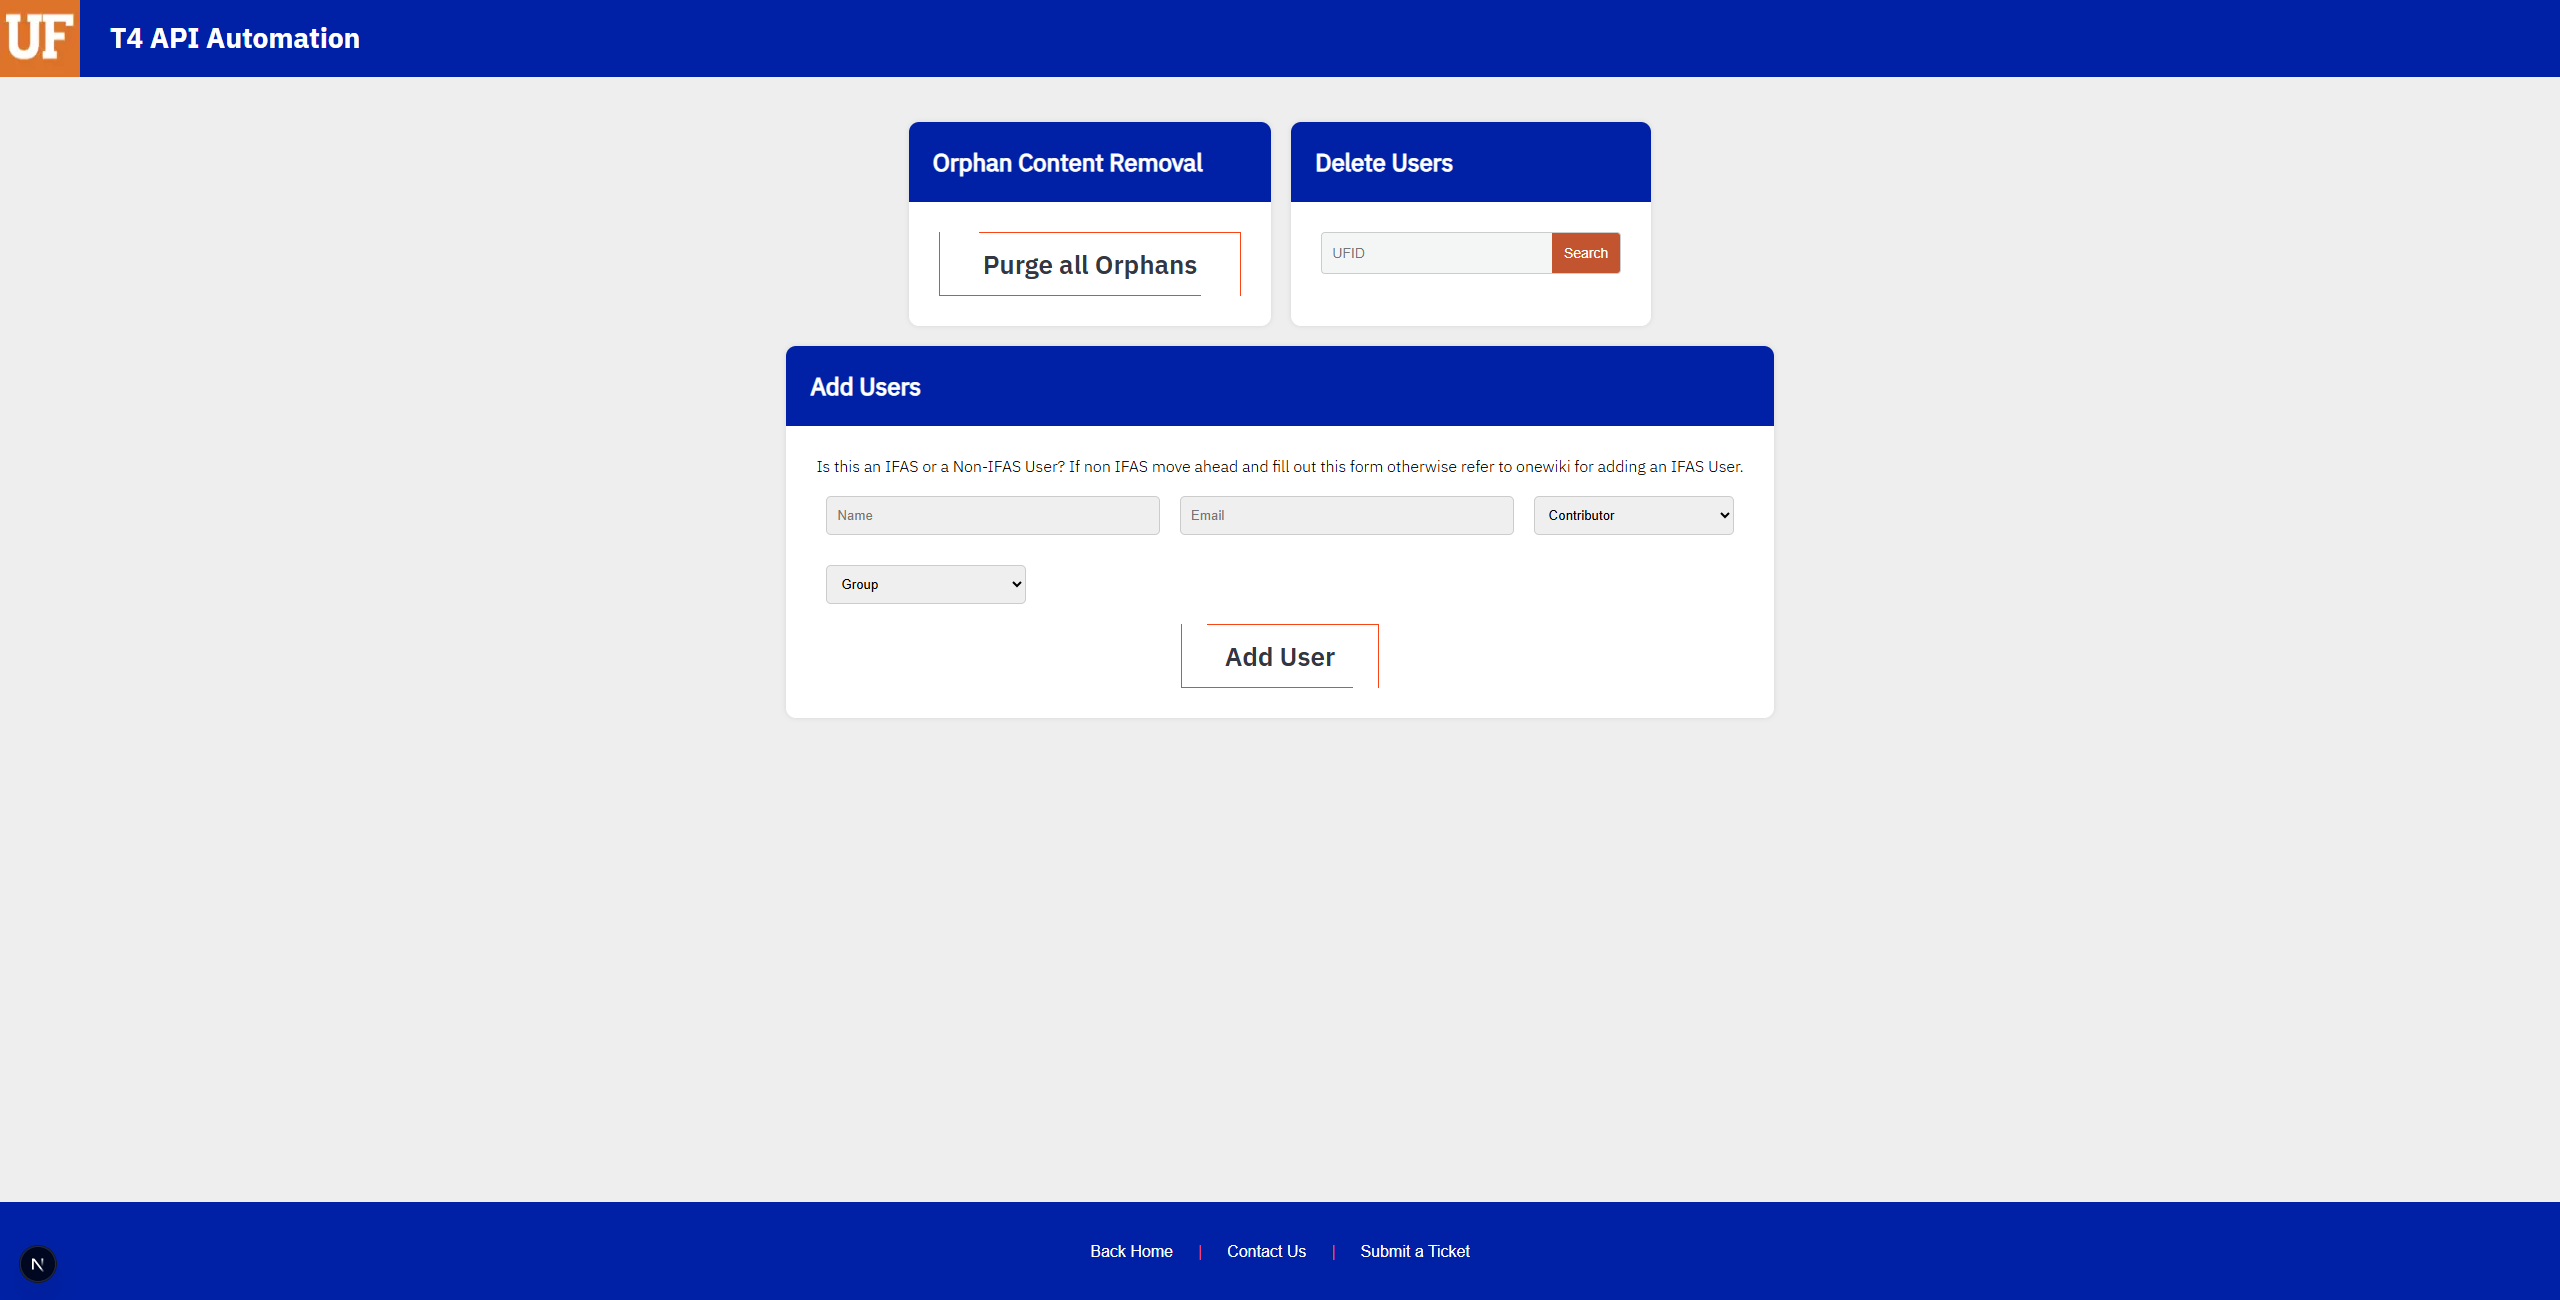 UF
T4 API Automation
Orphan Content Removal
Purge all Orphans
Delete Users
UFID
Search
Add Users
Is this an IFAS or a Non-IFAS User? If non IFAS move ahead and fill out this form otherwise refer to onewiki for adding an IFAS User.
Name
Email
Contributor
Group
Add User
N
Back Home | Contact Us | Submit a Ticket